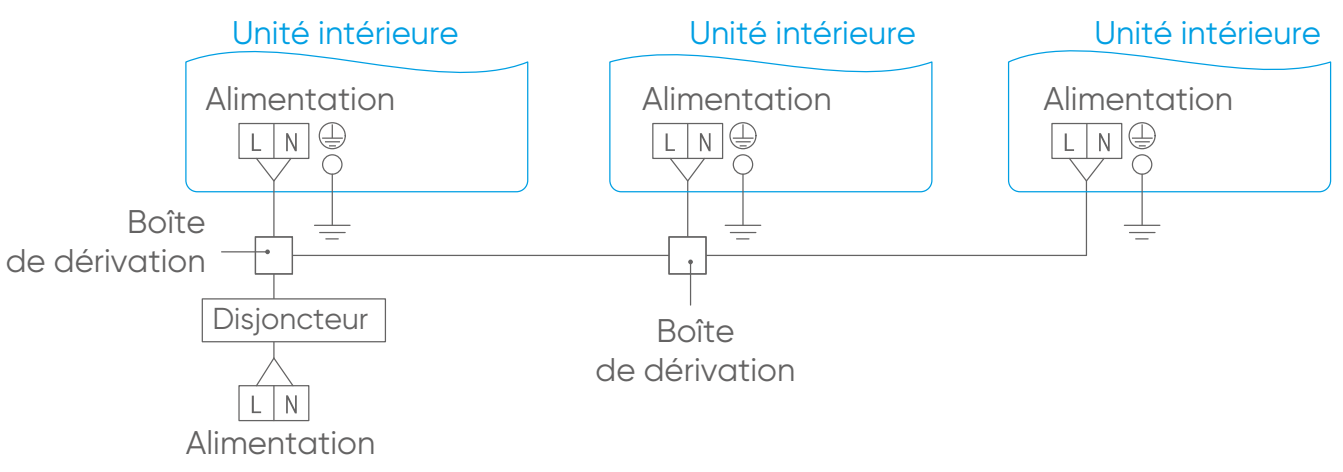 Unité intérieure
Unité intérieure
Unité intérieure
Alimentation
Alimentation
Alimentation
L N
L N
L N
Boîte
de dérivation
Disjoncteur
Boîte
de dérivation
L N
Alimentation